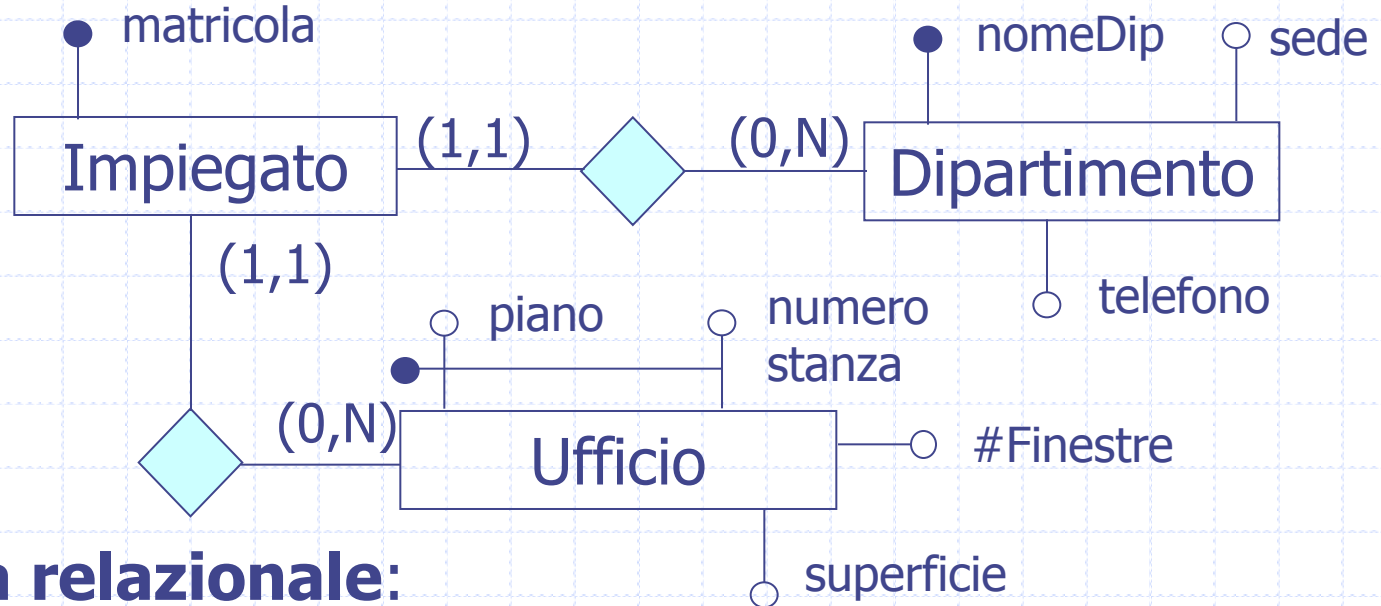 matricola
nomeDip
sede
Impiegato
(1,1)
(0,N)
Dipartimento
(1,1)
piano
numero
stanza
telefono
(0,N)
Ufficio
#Finestre
relazionale:
superficie